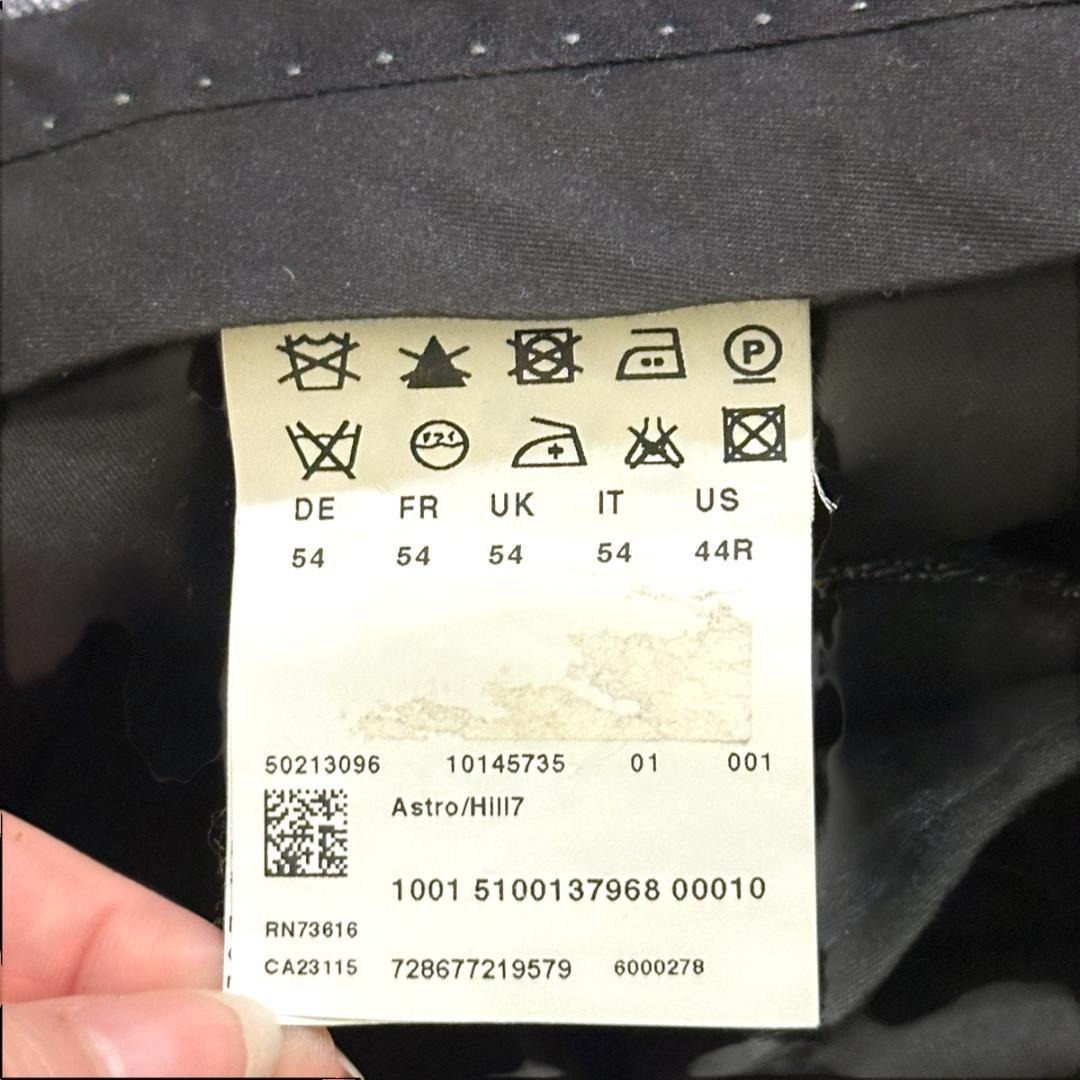 P
DE FR UK IT US
54 54 54 54 44R
50213096 10145735 01 001
Astro/Hill7
1001 5100137968 00010
RN73616
CA23115 728677219579 6000278